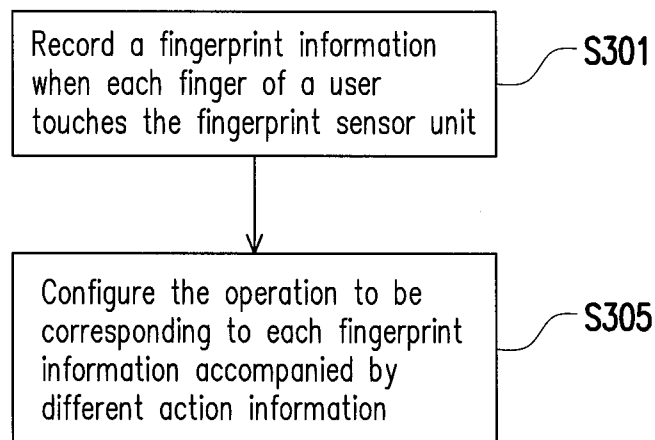 Record a fingerprint information
when each finger of a user
touches the fingerprint sensor unit
S301
Configure the operation to be
corresponding to each fingerprint
information accompanied by
different action information
S305